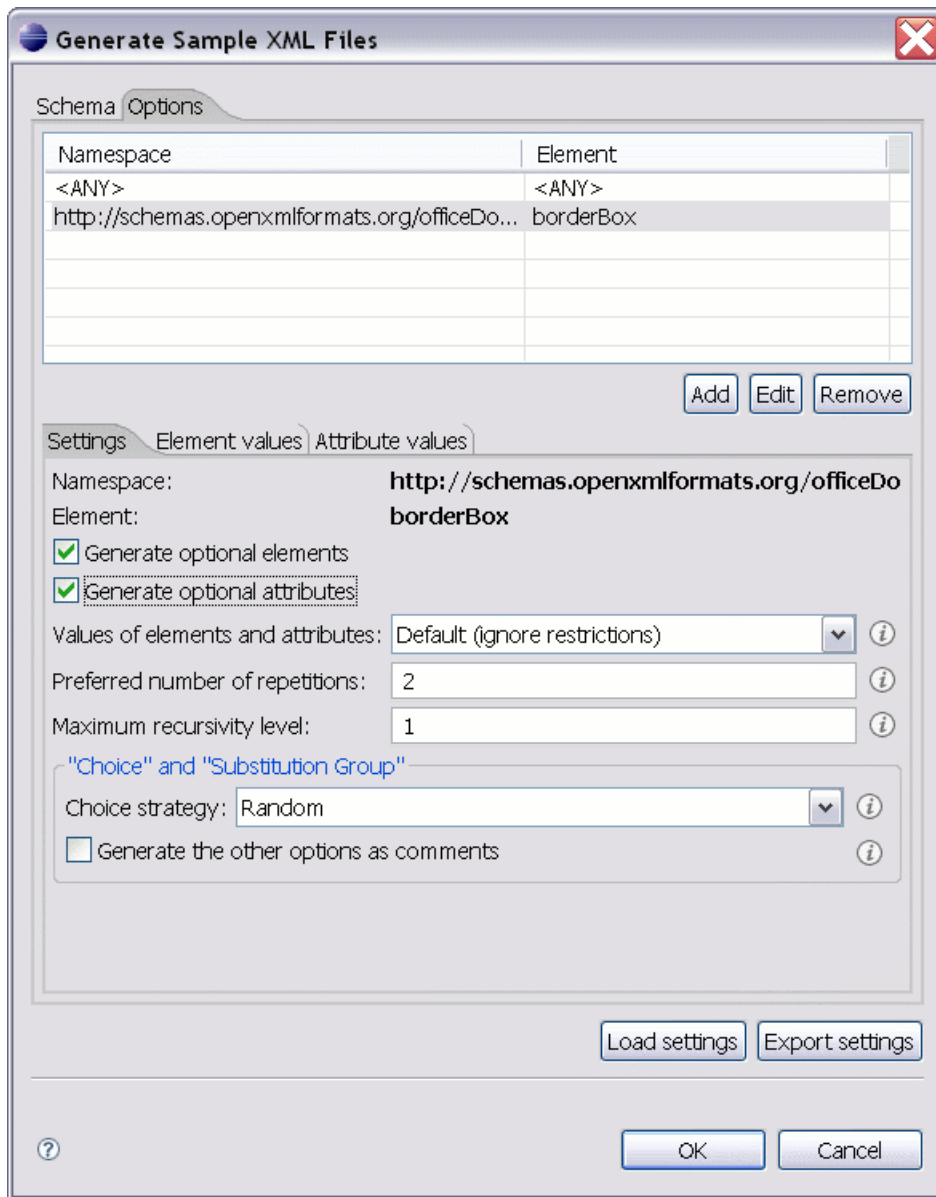 Generate Sample XML Files
Schema Options
Namespace Element
<ANY> <ANY>
http://schemas.openxmlformats.org/officeDo... borderBox
Add Edit Remove
Settings Element values Attribute values
Namespace: http://schemas.openxmlformats.org/officeDo
Element: borderBox
Generate optional elements
Generate optional attributes
Values of elements and attributes: Default (ignore restrictions)
Preferred number of repetitions: 2
Maximum recursivity level: 1
"Choice" and "Substitution Group"
Choice strategy: Random
Generate the other options as comments
Load settings Export settings
OK Cancel